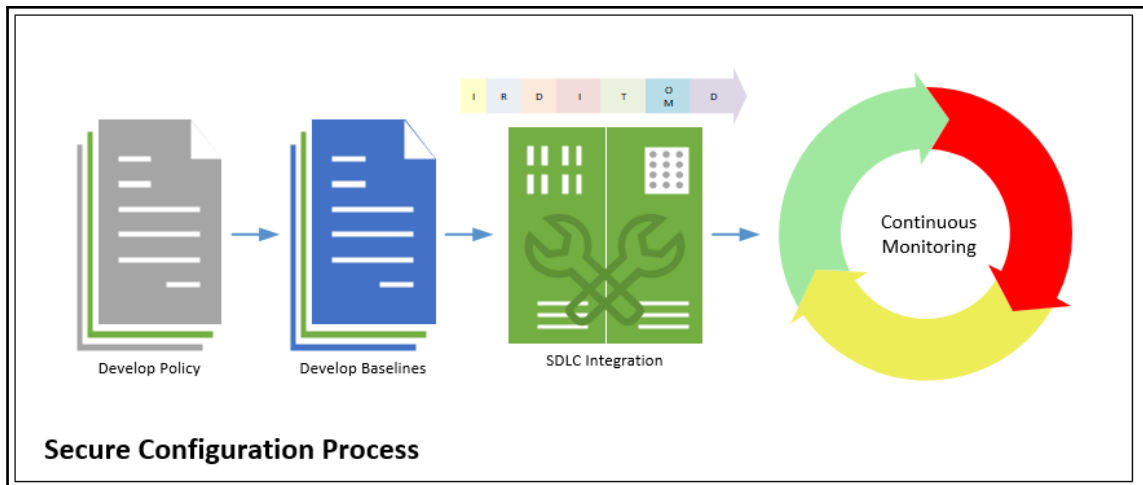 I R D I T O M D
Continuous
Monitoring
Develop Policy
Develop Baselines
SDLC Integration
Secure Configuration Process